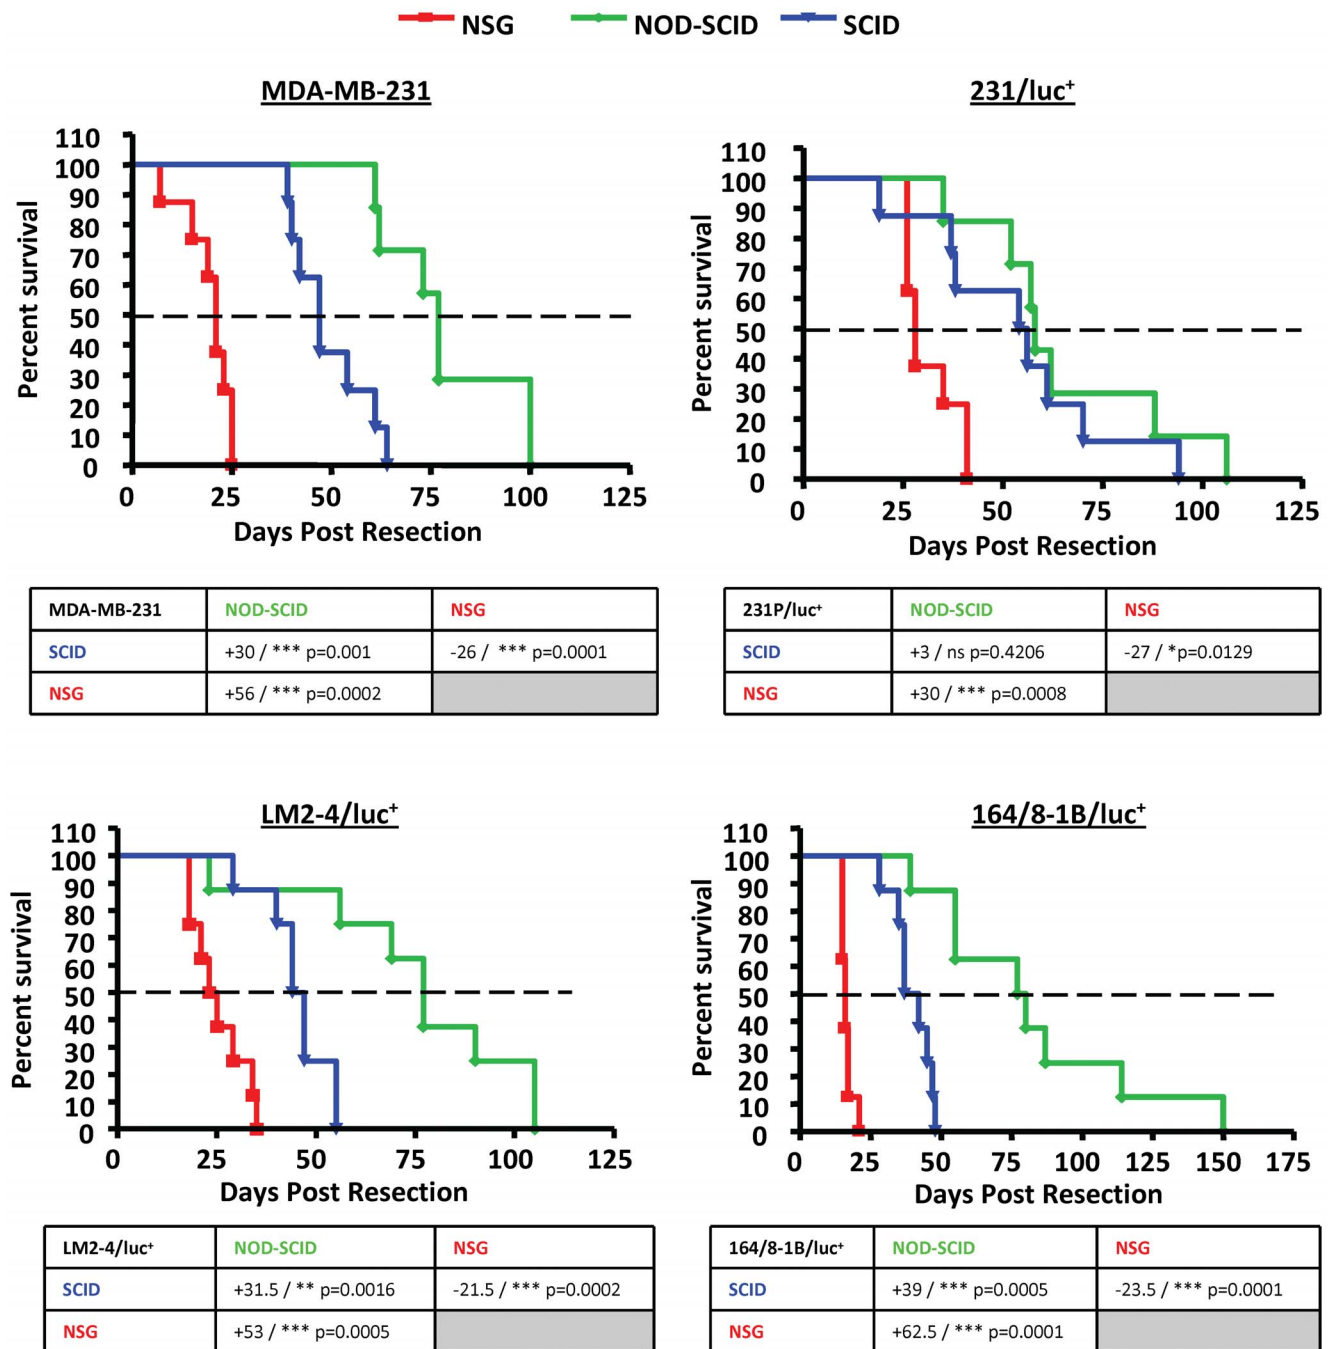 NSG NOD-SCID SCID
MDA-MB-231
110
100
90
80
70
60
50
40
30
20
10
0
Percent survival
0 25 50 75 100 125
Days Post Resection
231/luc+
110
100
90
80
70
60
50
40
30
20
10
0
Percent survival
0 25 50 75 100 125
Days Post Resection
MDA-MB-231 NOD-SCID NSG
SCID +30 / *** p=0.001 -26 / *** p=0.0001
NSG +56 / *** p=0.0002
231P/luc+ NOD-SCID NSG
SCID +3 / ns p=0.4206 -27 / *p=0.0129
NSG +30 / *** p=0.0008
LM2-4/luc+
110
100
90
80
70
60
50
40
30
20
10
0
Percent survival
0 25 50 75 100 125
Days Post Resection
164/8-1B/luc+
110
100
90
80
70
60
50
40
30
20
10
0
Percent survival
0 25 50 75 100 125 150 175
Days Post Resection
LM2-4/luc+ NOD-SCID NSG
SCID +31.5 / ** p=0.0016 -21.5 / *** p=0.0002
NSG +53 / *** p=0.0005
164/8-1B/luc+ NOD-SCID NSG
SCID +39 / *** p=0.0005 -23.5 / *** p=0.0001
NSG +62.5 / *** p=0.0001